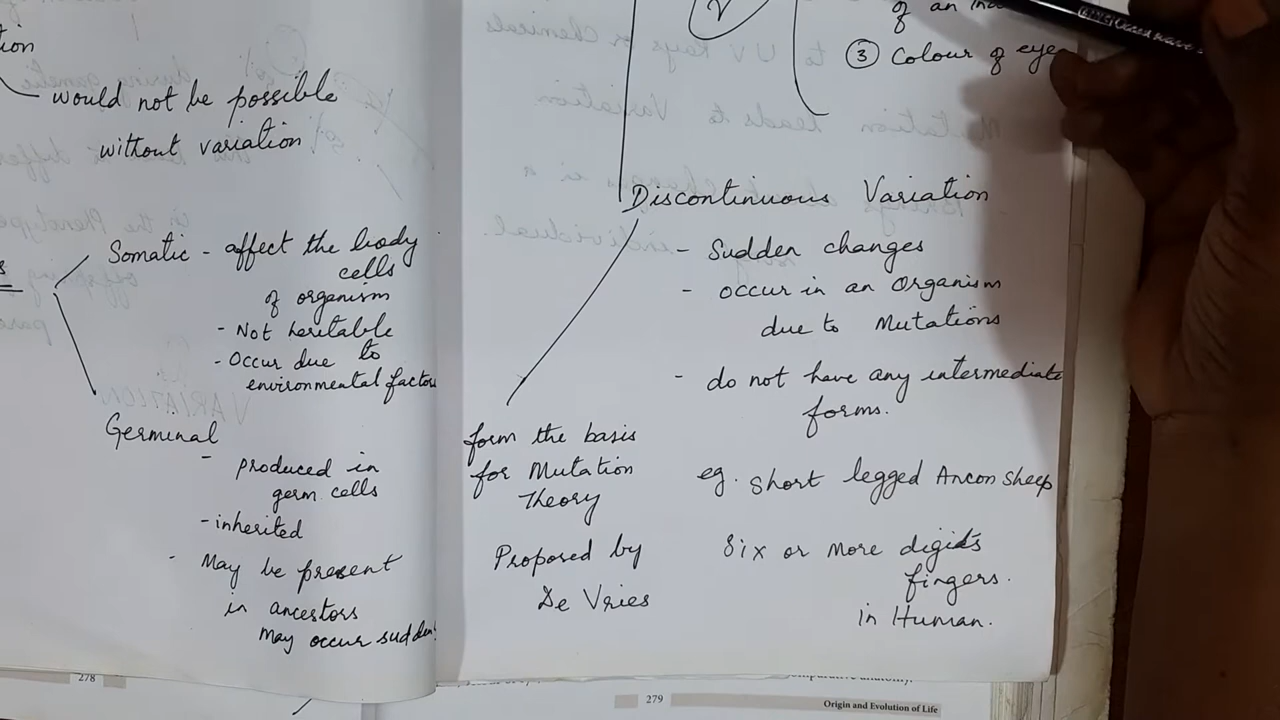 would not be possible
without variation
Somatic - affect the body
cells
of organism
- Not heritable
- Occur due to
environmental factors
Germinal
- produced in
germ cells
- inherited
- May be present
in ancestors
may occur sudden
of an
③ Colour of eye
Discontinuous Variation
- Sudden changes
- occur in an Organism
due to Mutations
- do not have any intermediate
forms.
eg. Short legged Ancon Sheep
Six or more digits
fingers.
in Human.
form the basis
for Mutation
Theory
Proposed by
De Vries
278
279
Origin and Evolution of Life